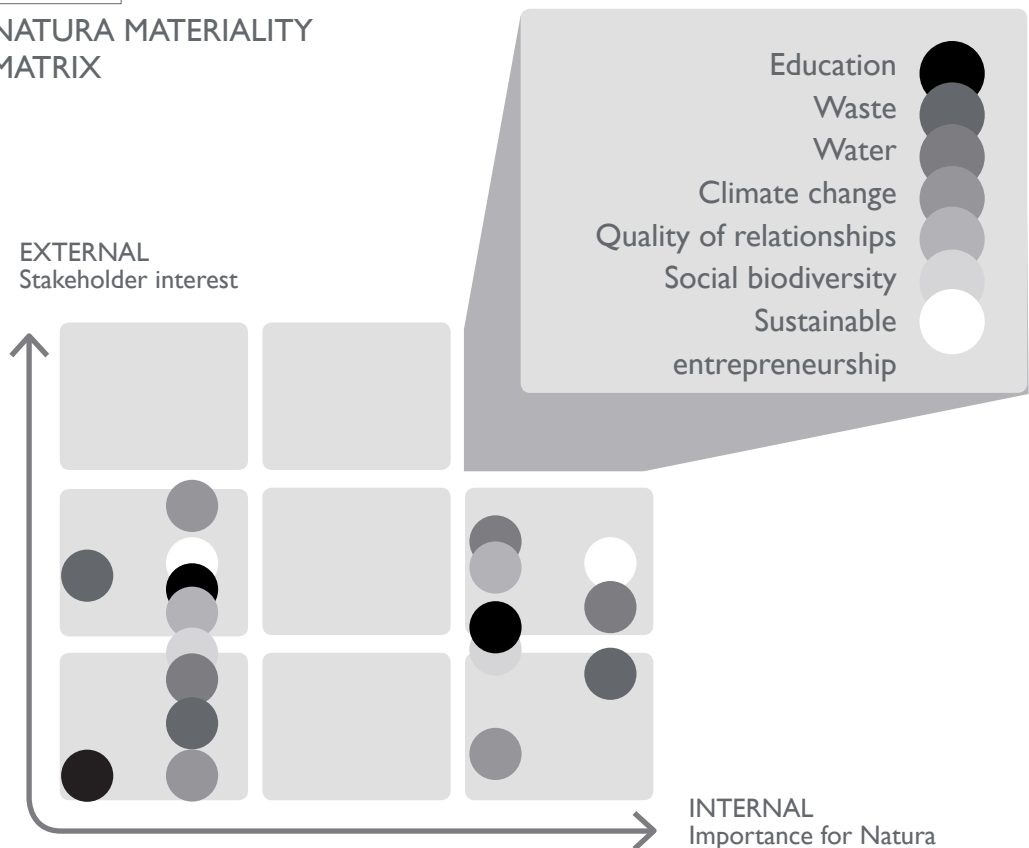 NATURA MATERIALITY
MATRIX
Education
Waste
Water
Climate change
Quality of relationships
Social biodiversity
Sustainable
entrepreneurship
EXTERNAL
Stakeholder interest
INTERNAL
Importance for Natura